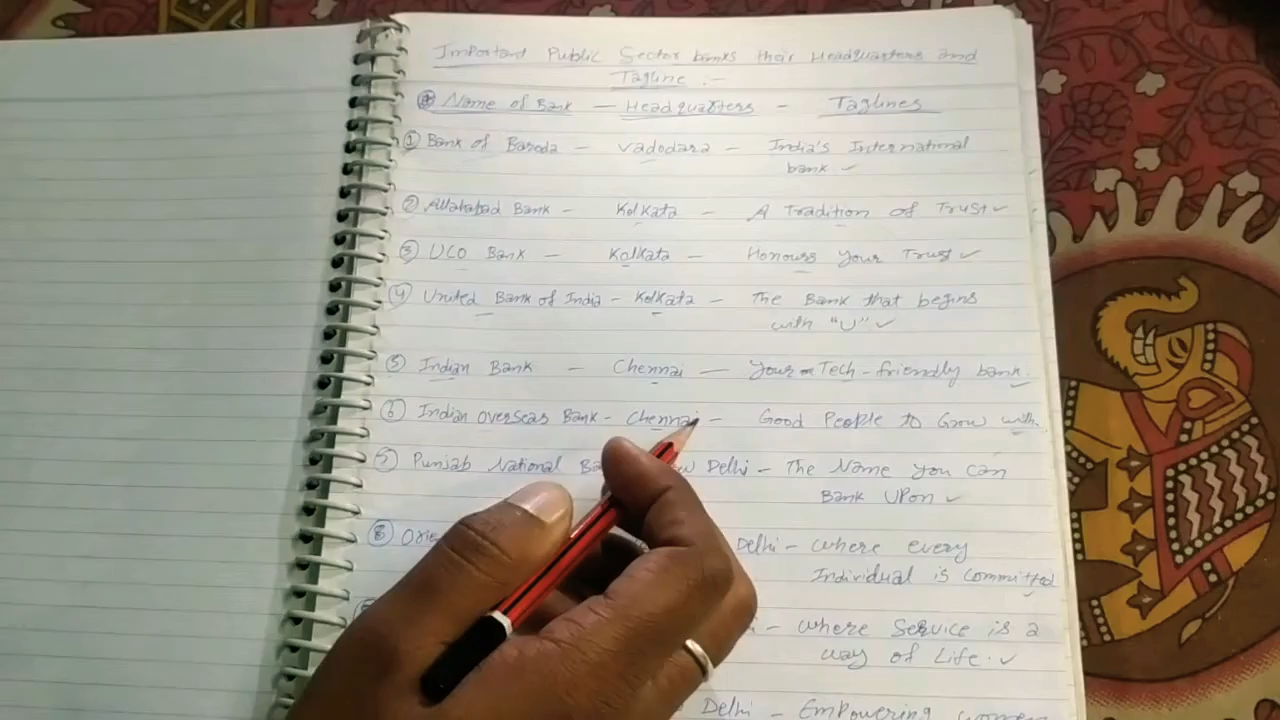 Important Public Sector banks their Headquarters and
Tagline :-
Name of Bank — Headquarters - Taglines
① Bank of Baroda - Vadodara - India's International
bank ✓
② Allahabad Bank - Kolkata - A Tradition of Trust ✓
③ UCO Bank - Kolkata - Honours Your Trust ✓
④ United Bank of India - Kolkata - The Bank that begins
with "U" ✓
⑤ Indian Bank - Chennai - Your Tech-friendly bank.
⑥ Indian Overseas Bank - Chennai - Good People to Grow with.
Punjab National Delhi - The Name You Can
Bank Upon ✓
⑧ Delhi - where every
Individual is committed
- where Service is a
way of Life. ✓
Delhi - Empowering women